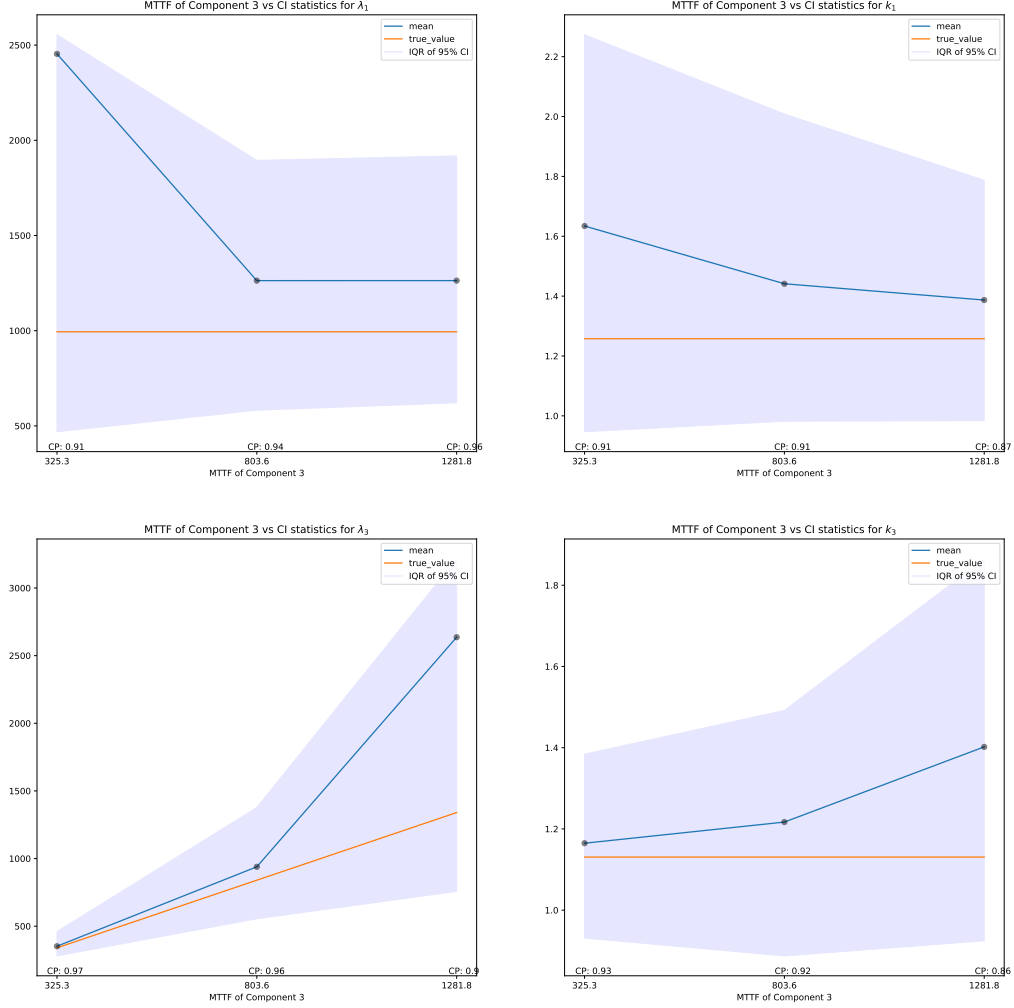 MTTF of Component 3 vs CI statistics for λ1
mean
true_value
IQR of 95% CI
2500
2000
1500
1000
500
CP: 0.91
CP: 0.94
CP: 0.96
325.3
803.6
1281.8
MTTF of Component 3
MTTF of Component 3 vs CI statistics for k1
mean
true_value
IQR of 95% CI
2.2
2.0
1.8
1.6
1.4
1.2
1.0
CP: 0.91
CP: 0.91
CP: 0.87
325.3
803.6
1281.8
MTTF of Component 3
MTTF of Component 3 vs CI statistics for λ3
mean
true_value
IQR of 95% CI
3000
2500
2000
1500
1000
500
CP: 0.97
CP: 0.96
CP: 0.9
325.3
803.6
1281.8
MTTF of Component 3
MTTF of Component 3 vs CI statistics for k3
mean
true_value
IQR of 95% CI
1.8
1.6
1.4
1.2
1.0
CP: 0.93
CP: 0.92
CP: 0.86
325.3
803.6
1281.8
MTTF of Component 3